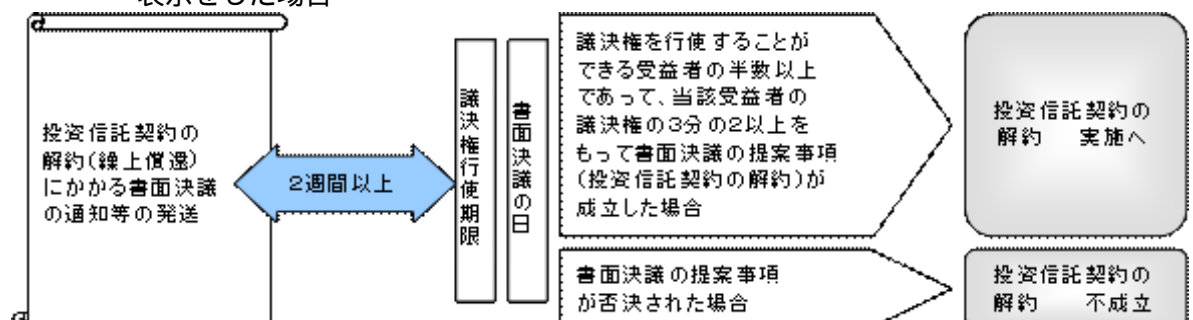 表示をした場合
投資信託契約の
解約(繰上償還)
にかかる書面決議
の通知等の発送
2週間以上
議決権行使期限
書面決議の日
議決権を行使することが
できる受益者の半数以上
であって、当該受益者の
議決権の3分の2以上を
もって書面決議の提案事項
(投資信託契約の解約)が
成立した場合
投資信託契約の
解約 実施へ
書面決議の提案事項
が否決された場合
投資信託契約の
解約 不成立